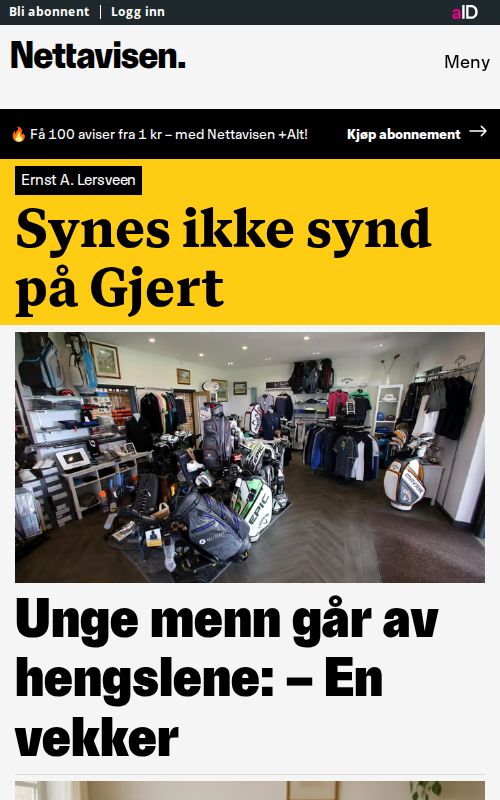 Bli abonnent
Logg inn
aID
Nettavisen.
Meny
🔥 Få 100 aviser fra 1 kr – med Nettavisen +Alt!
Kjøp abonnement →
Ernst A. Lersveen
Synes ikke synd
på Gjert
EPIC
Unge menn går av
hengslene: – En
vekker